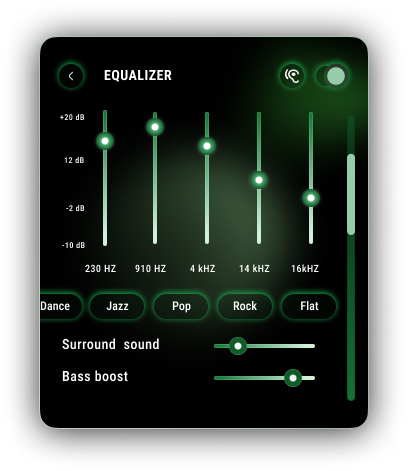 EQUALIZER
+20 dB
12 dB
-2 dB
-10 dB
230 HZ 910 HZ 4 kHZ 14 kHZ 16kHZ
Dance Jazz Pop Rock Flat
Surround sound
Bass boost